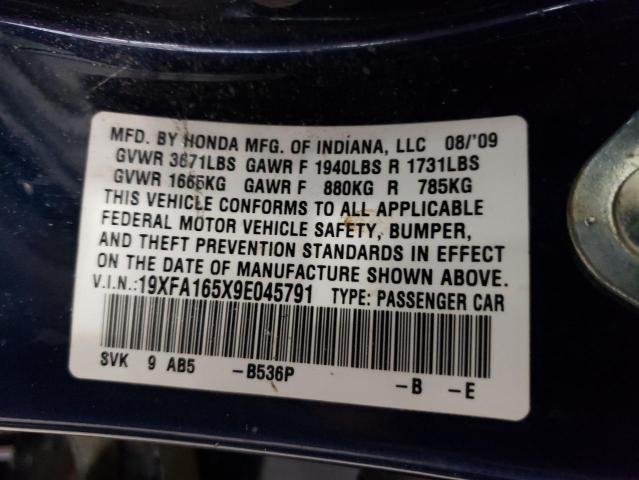 MFD. BY HONDA MFG. OF INDIANA, LLC 08/'09
GVWR 3671LBS GAWR F 1940LBS R 1731LBS
GVWR 1665KG GAWR F 880KG R 785KG
THIS VEHICLE CONFORMS TO ALL APPLICABLE
FEDERAL MOTOR VEHICLE SAFETY, BUMPER,
AND THEFT PREVENTION STANDARDS IN EFFECT
ON THE DATE OF MANUFACTURE SHOWN ABOVE.
V.I.N.:19XFA165X9E045791 TYPE: PASSENGER CAR
SVK 9 AB5 -B536P -B -E